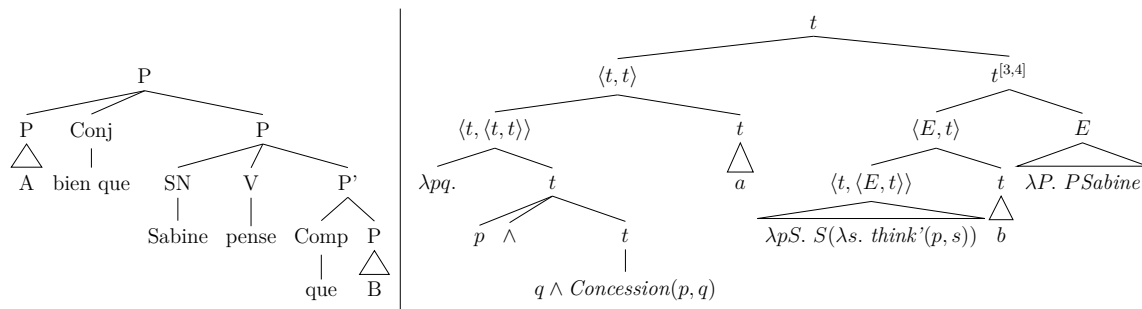 P
P Conj P
A bien que SN V P'
Sabine pense Comp P
que B
t
⟨t, t⟩ t[3,4]
⟨t, ⟨t, t⟩⟩ t ⟨E, t⟩ E
λpq. t a ⟨t, ⟨E, t⟩⟩ t λP. PSabine
p ∧ t λpS. S(λs. think'(p, s)) b
q ∧ Concession(p, q)